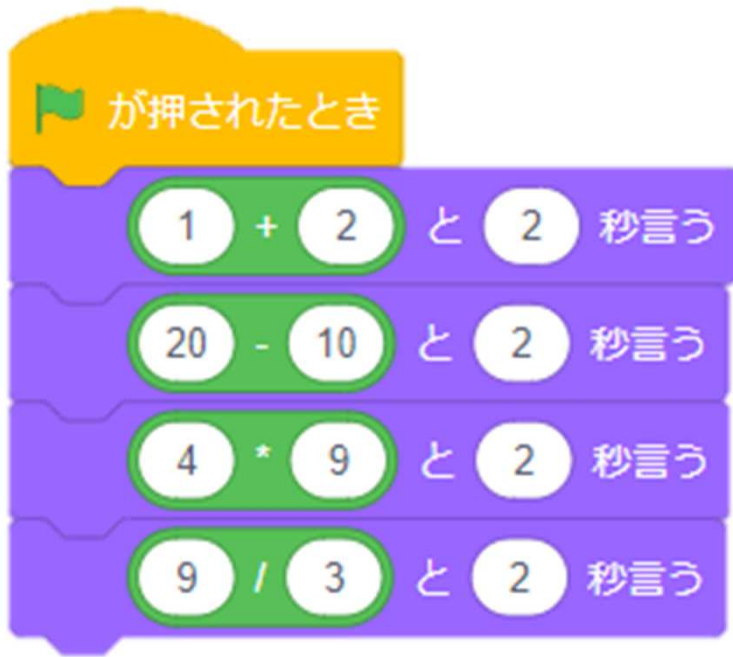 が押されたとき
1 + 2 と 2 秒言う
20 - 10 と 2 秒言う
4 * 9 と 2 秒言う
9 / 3 と 2 秒言う